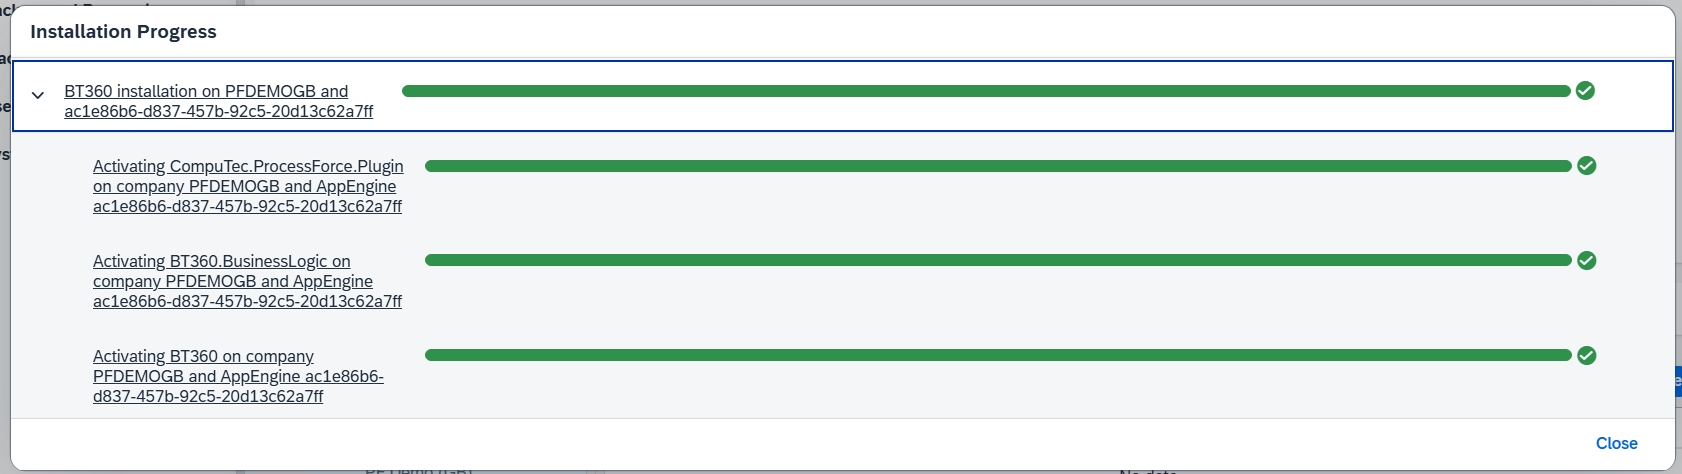 Installation Progress
BT360 installation on PFDEMOGB and
ac1e86b6-d837-457b-92c5-20d13c62a7ff
Activating CompuTec.ProcessForce.Plugin
on company PFDEMOGB and AppEngine
ac1e86b6-d837-457b-92c5-20d13c62a7ff
Activating BT360.BusinessLogic on
company PFDEMOGB and AppEngine
ac1e86b6-d837-457b-92c5-20d13c62a7ff
Activating BT360 on company
PFDEMOGB and AppEngine ac1e86b6-
d837-457b-92c5-20d13c62a7ff
Close